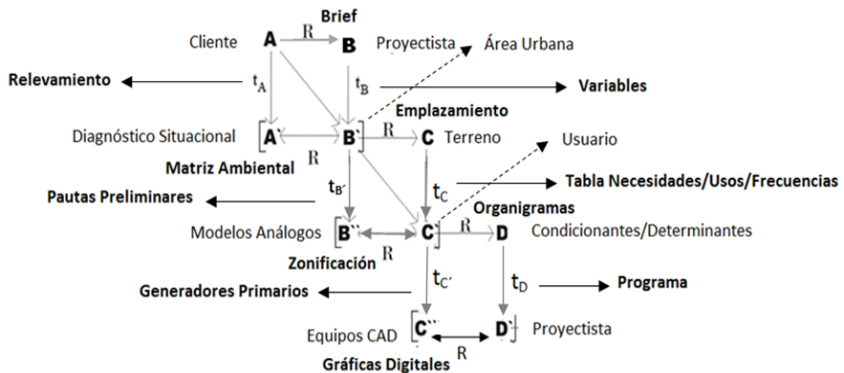 Brief
Cliente A R B Proyectista Área Urbana
Relevamiento tA tB Variables
Emplazamiento
Diagnóstico Situacional [A` B`] R C Terreno Usuario
Matriz Ambiental R
Pautas Preliminares tB´ tC Tabla Necesidades/Usos/Frecuencias
Organigramas
Modelos Análogos [B`` C`] R D Condicionantes/Determinantes
Zonificación R
Generadores Primarios tC´ tD Programa
Equipos CAD [C`` D`] Proyectista
Gráficas Digitales R